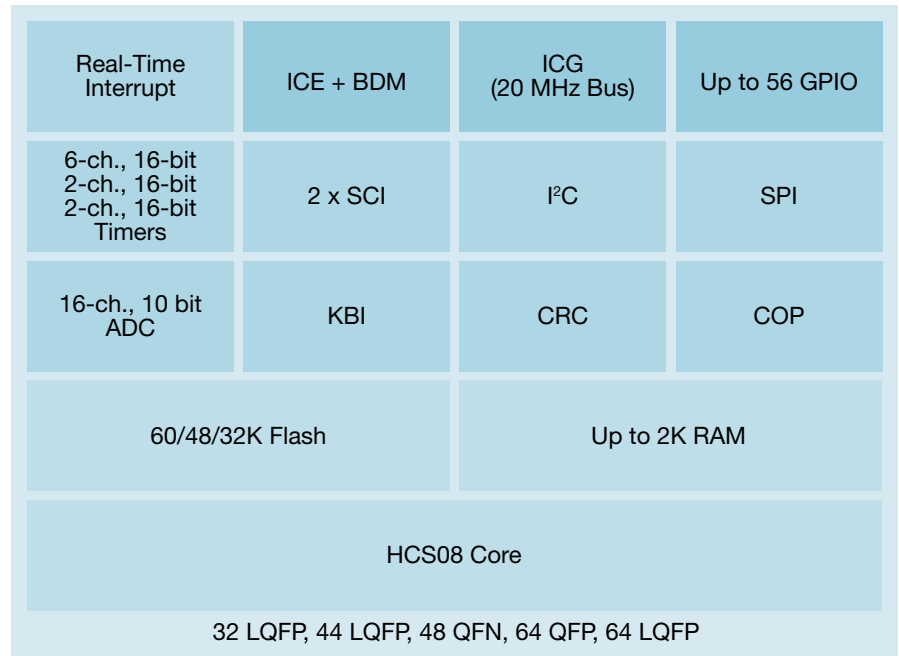 Real-Time
Interrupt
ICE + BDM
ICG
(20 MHz Bus)
Up to 56 GPIO
6-ch., 16-bit
2-ch., 16-bit
2-ch., 16-bit
Timers
2 x SCI
I²C
SPI
16-ch., 10 bit
ADC
KBI
CRC
COP
60/48/32K Flash
Up to 2K RAM
HCS08 Core
32 LQFP, 44 LQFP, 48 QFN, 64 QFP, 64 LQFP